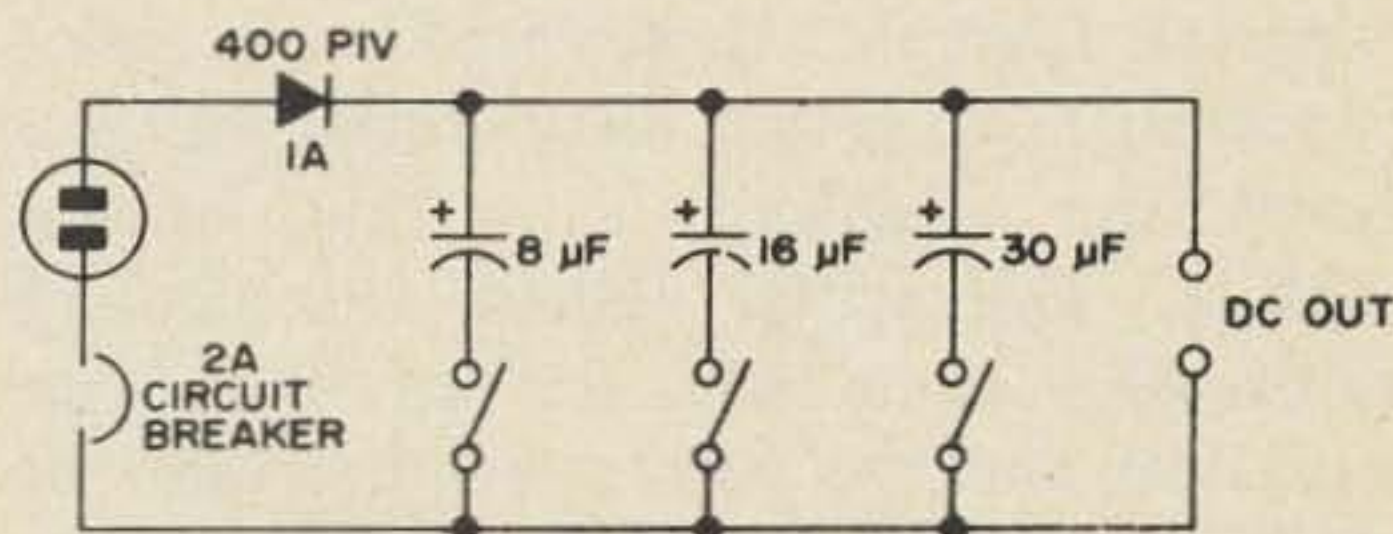 400 PIV
1A
+
8 µF
+
16 µF
+
30 µF
DC OUT
2A
CIRCUIT
BREAKER